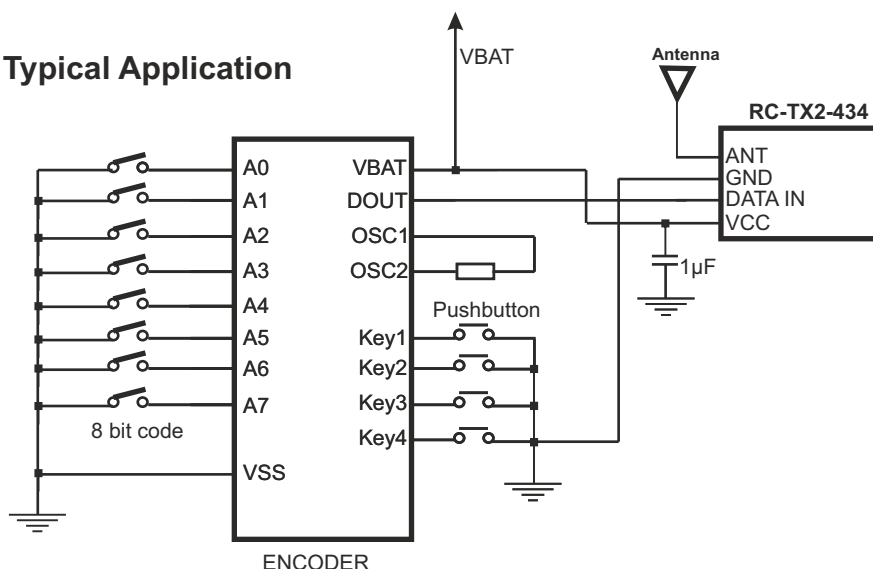 Typical Application
VBAT
Antenna
RC-TX2-434
ANT
GND
DATA IN
VCC
1µF
A0
A1
A2
A3
A4
A5
A6
A7
VSS
VBAT
DOUT
OSC1
OSC2
Key1
Key2
Key3
Key4
Pushbutton
8 bit code
ENCODER